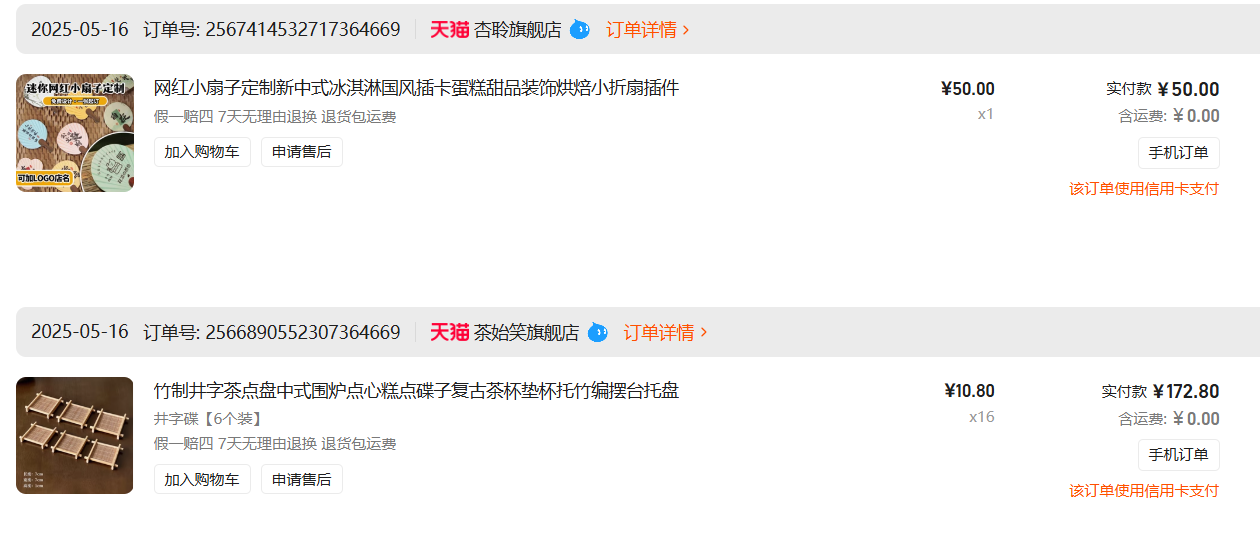 2025-05-16 订单号: 2567414532717364669 天猫 杏聆旗舰店 订单详情 >
迷你网红小扇子定制
免费设计 一個起订
可加LOGO店名
网红小扇子定制新中式冰淇淋国风插卡蛋糕甜品装饰烘焙小折扇插件
假一赔四 7天无理由退换 退货包运费
加入购物车 申请售后
¥50.00
x1
实付款 ¥50.00
含运费: ¥0.00
手机订单
该订单使用信用卡支付
2025-05-16 订单号: 2566890552307364669 天猫 茶始笑旗舰店 订单详情 >
竹制井字茶点盘中式围炉点心糕点碟子复古茶杯垫杯托竹编摆台托盘
井字碟【6个装】
假一赔四 7天无理由退换 退货包运费
加入购物车 申请售后
¥10.80
x16
实付款 ¥172.80
含运费: ¥0.00
手机订单
该订单使用信用卡支付